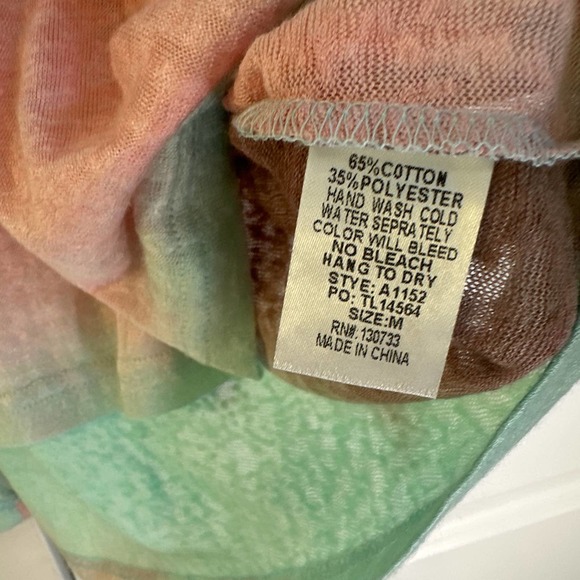 65%COTTON
35%POLYESTER
HAND WASH COLD
WATER SEPRATELY
COLOR WILL BLEED
NO BLEACH
HANG TO DRY
STYE: A1152
PO: TL14564
SIZE:M
RN#:130733
MADE IN CHINA